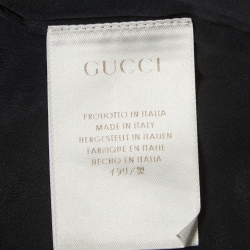 GUCCI
PRODOTTO IN ITALIA
MADE IN ITALY
HERGESTELLT IN ITALIEN
FABRIQUE EN ITALIE
HECHO EN ITALIA
イタリア製